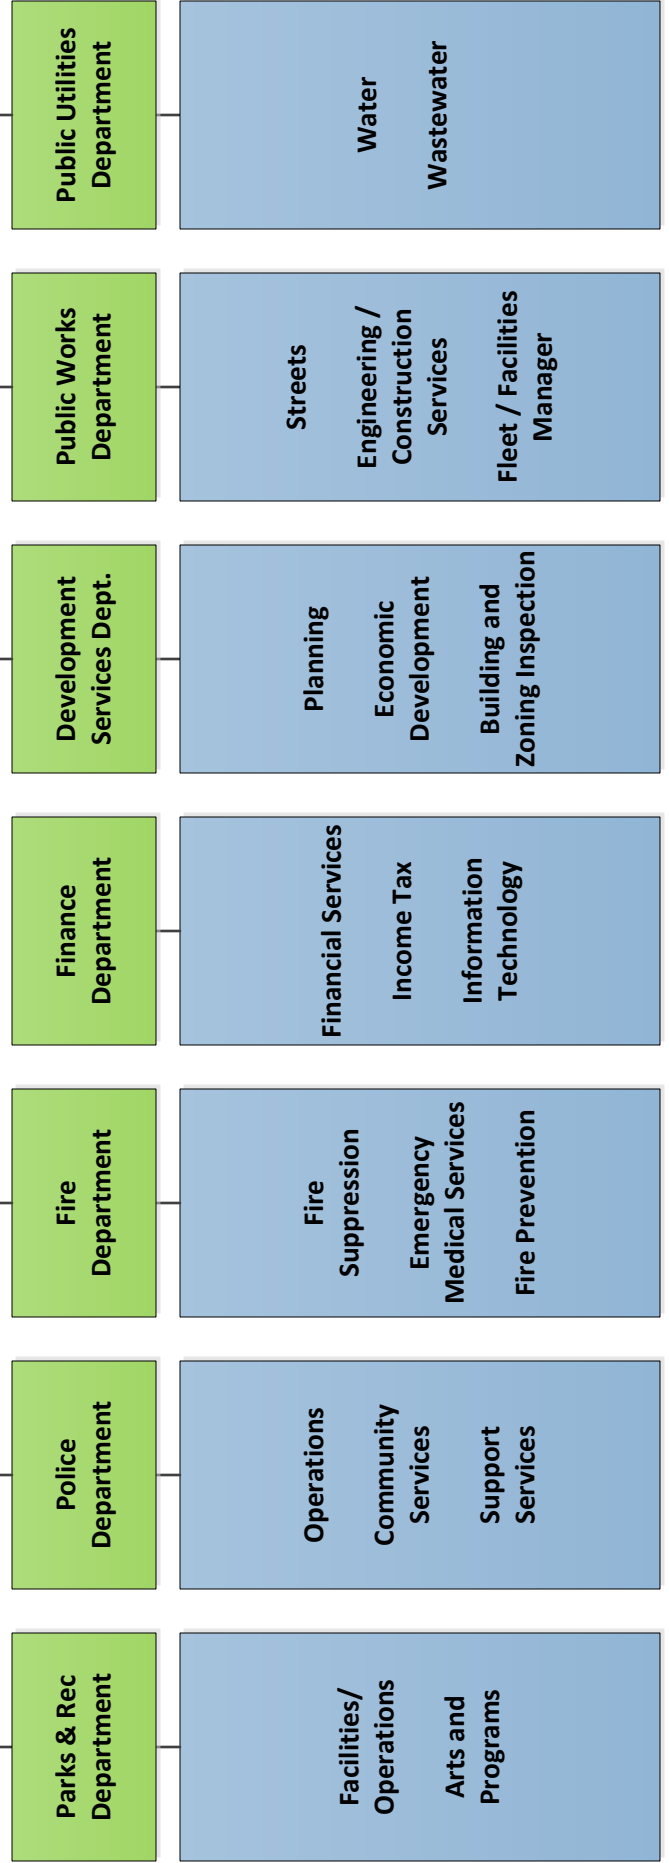 Parks & Rec
Department
Facilities/
Operations
Arts and
Programs
Police
Department
Operations
Community
Services
Support
Services
Fire
Department
Fire
Suppression
Emergency
Medical Services
Fire Prevention
Finance
Department
Financial Services
Income Tax
Information
Technology
Development
Services Dept.
Planning
Economic
Development
Building and
Zoning Inspection
Public Works
Department
Streets
Engineering /
Construction
Services
Fleet / Facilities
Manager
Public Utilities
Department
Water
Wastewater